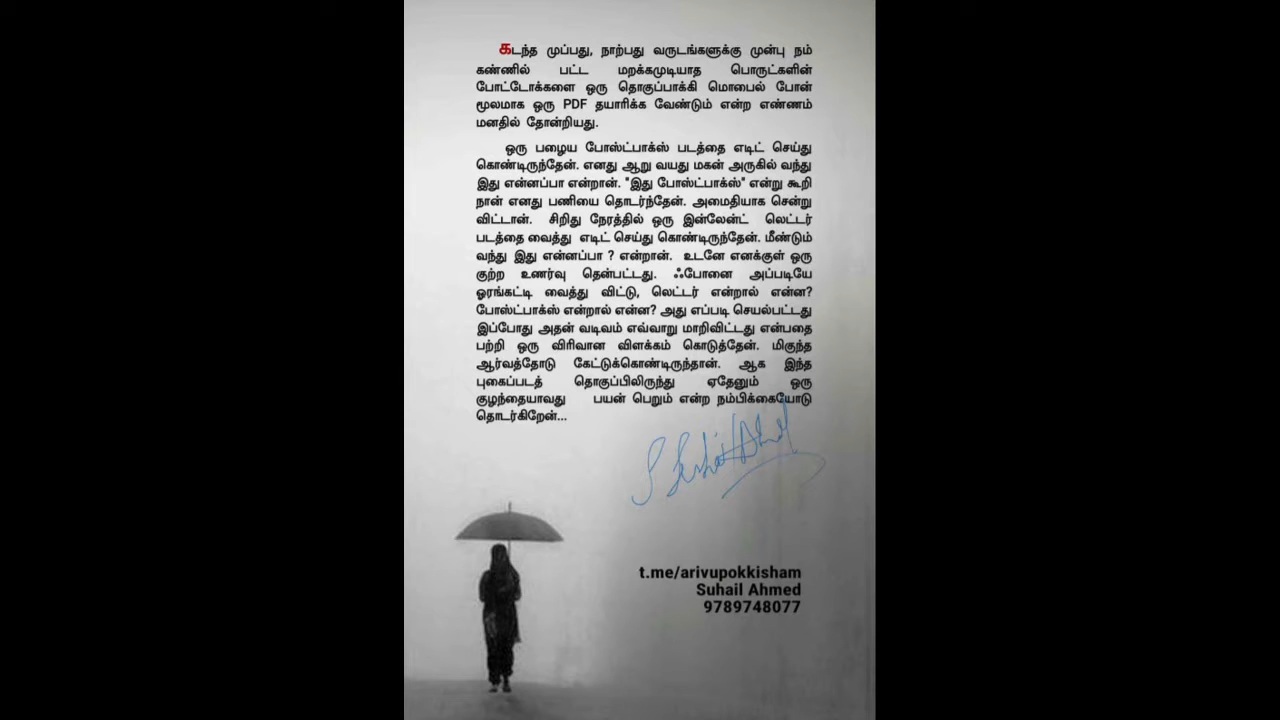 கடந்த முப்பது, நாற்பது வருடங்களுக்கு முன்பு நம்
கண்ணில் பட்ட மறக்கமுடியாத பொருட்களின்
போட்டோக்களை ஒரு தொகுப்பாக்கி மொபைல் போன்
மூலமாக ஒரு PDF தயாரிக்க வேண்டும் என்ற எண்ணம்
மனதில் தோன்றியது.
ஒரு பழைய போஸ்ட்பாக்ஸ் படத்தை எடிட் செய்து
கொண்டிருந்தேன். எனது ஆறு வயது மகன் அருகில் வந்து
இது என்னப்பா என்றான். "இது போஸ்ட்பாக்ஸ்" என்று கூறி
நான் எனது பணியை தொடர்ந்தேன். அமைதியாக சென்று
விட்டான். சிறிது நேரத்தில் ஒரு இன்லேன்ட் லெட்டர்
படத்தை வைத்து எடிட் செய்து கொண்டிருந்தேன். மீண்டும்
வந்து இது என்னப்பா ? என்றான். உடனே எனக்குள் ஒரு
குற்ற உணர்வு தென்பட்டது. ஃபோனை அப்படியே
ஓரங்கட்டி வைத்து விட்டு, லெட்டர் என்றால் என்ன?
போஸ்ட்பாக்ஸ் என்றால் என்ன? அது எப்படி செயல்பட்டது
இப்போது அதன் வடிவம் எவ்வாறு மாறிவிட்டது என்பதை
பற்றி ஒரு விரிவான விளக்கம் கொடுத்தேன். மிகுந்த
ஆர்வத்தோடு கேட்டுக்கொண்டிருந்தான். ஆக இந்த
புகைப்படத் தொகுப்பிலிருந்து ஏதேனும் ஒரு
குழந்தையாவது பயன் பெறும் என்ற நம்பிக்கையோடு
தொடர்கிறேன்...
t.me/arivupokkisham
Suhail Ahmed
9789748077